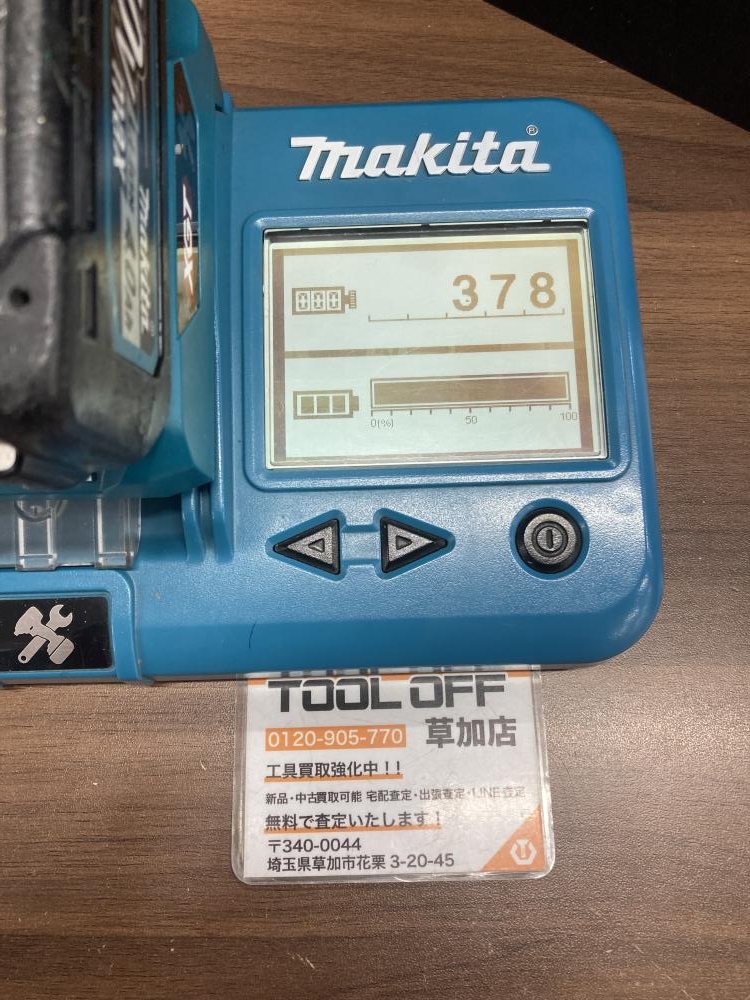 makita®
000
378
0(%) 50 100
makita
XGT
TOOL OFF
0120-905-770 草加店
工具買取強化中！！
新品・中古買取可能 宅配査定・出張査定・LINE査定
無料で査定いたします！
〒340-0044
埼玉県草加市花栗 3-20-45